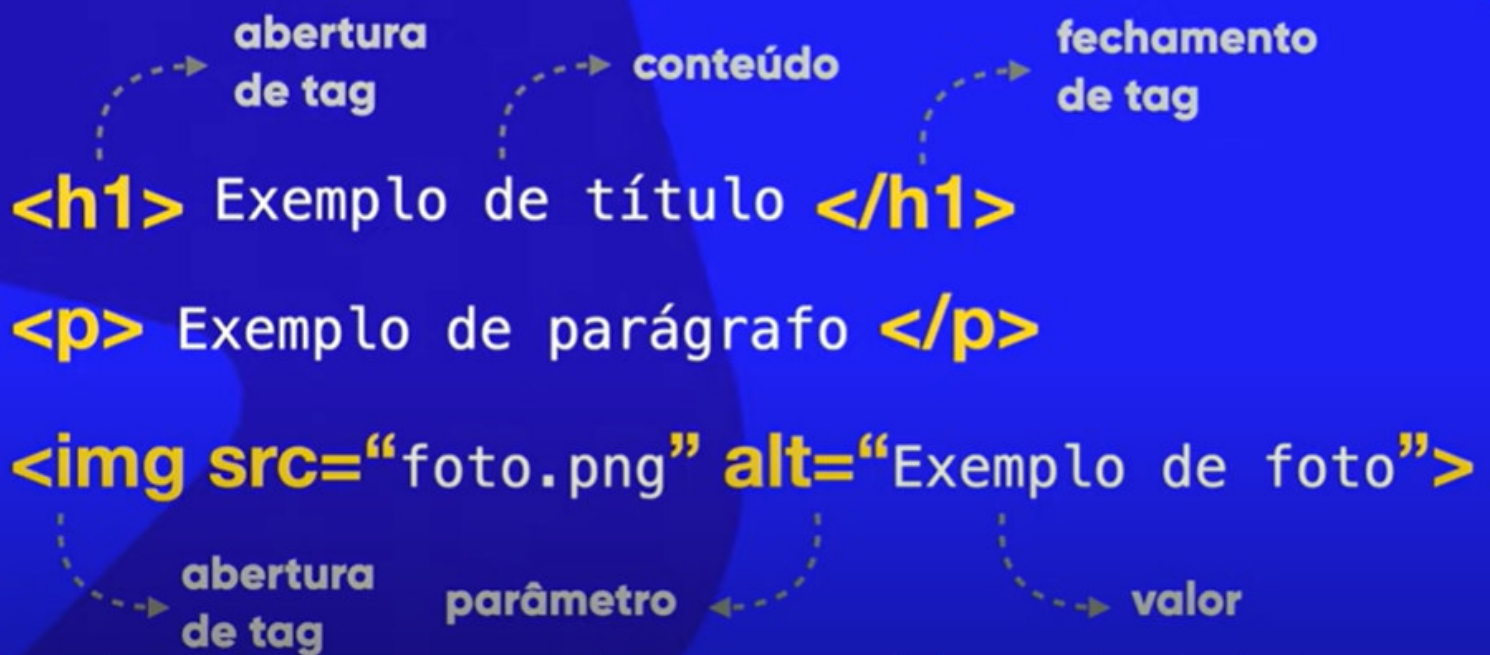 abertura
de tag
conteúdo
fechamento
de tag
<h1> Exemplo de título </h1>
<p> Exemplo de parágrafo </p>
<img src=“foto.png” alt=“Exemplo de foto”>
abertura
de tag
parâmetro
valor